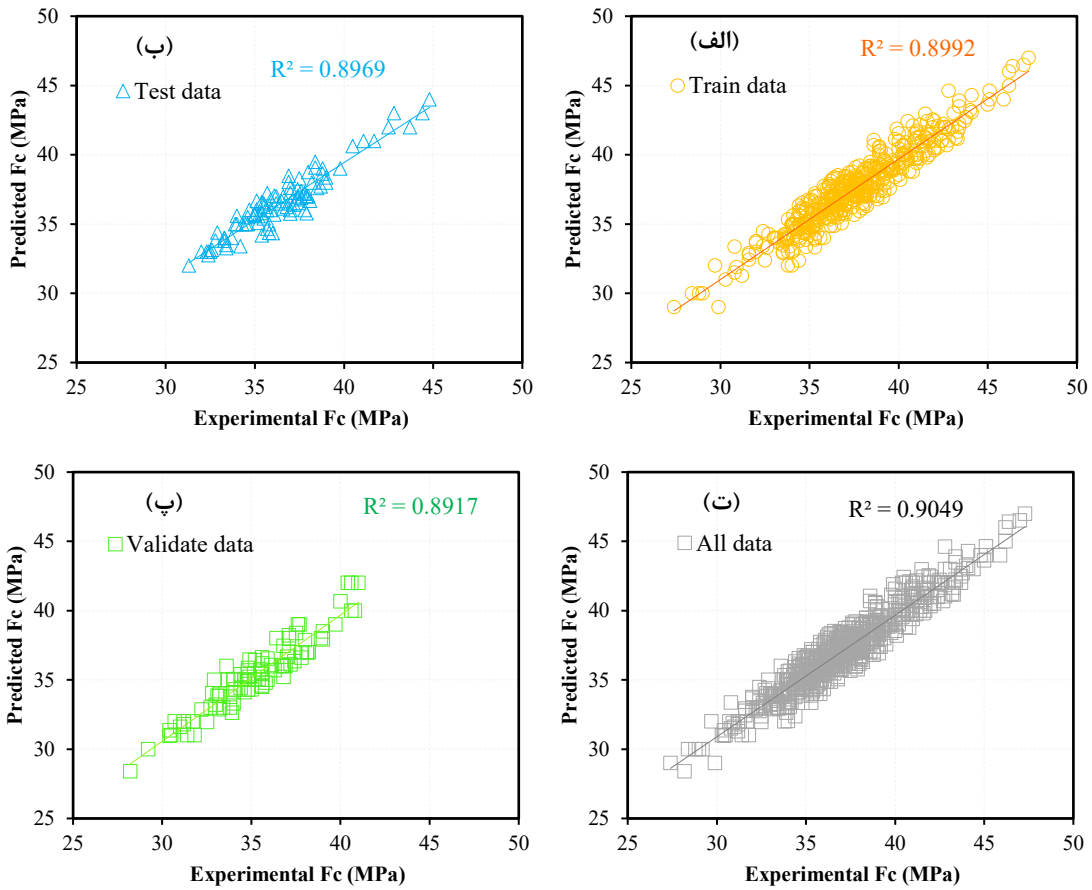 (ب)
R² = 0.8969
Test data
50
45
40
35
30
25
Predicted Fc (MPa)
25 30 35 40 45 50
Experimental Fc (MPa)
(الف)
R² = 0.8992
Train data
50
45
40
35
30
25
Predicted Fc (MPa)
25 30 35 40 45 50
Experimental Fc (MPa)
(پ)
R² = 0.8917
Validate data
50
45
40
35
30
25
Predicted Fc (MPa)
25 30 35 40 45 50
Experimental Fc (MPa)
(ت)
R² = 0.9049
All data
50
45
40
35
30
25
Predicted Fc (MPa)
25 30 35 40 45 50
Experimental Fc (MPa)